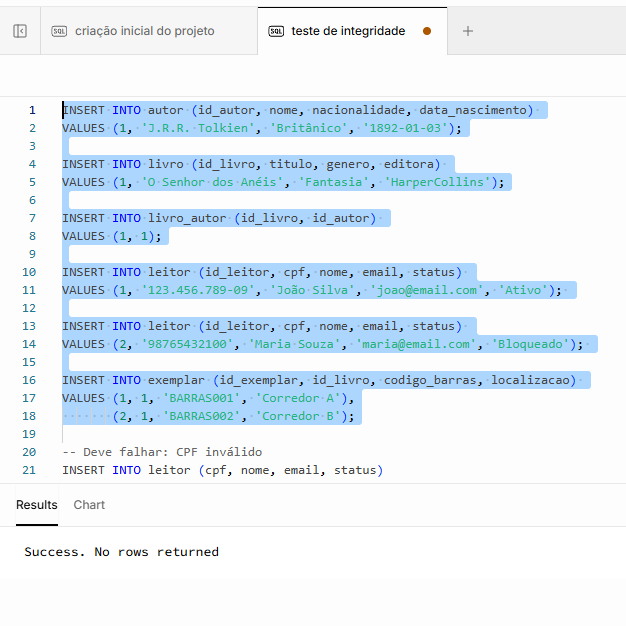 SQL criação inicial do projeto
SQL teste de integridade
1 INSERT INTO autor (id_autor, nome, nacionalidade, data_nascimento)
2 VALUES (1, 'J.R.R. Tolkien', 'Britânico', '1892-01-03');
3
4 INSERT INTO livro (id_livro, titulo, genero, editora)
5 VALUES (1, 'O Senhor dos Anéis', 'Fantasia', 'HarperCollins');
6
7 INSERT INTO livro_autor (id_livro, id_autor)
8 VALUES (1, 1);
9
10 INSERT INTO leitor (id_leitor, cpf, nome, email, status)
11 VALUES (1, '123.456.789-09', 'João Silva', 'joao@email.com', 'Ativo');
12
13 INSERT INTO leitor (id_leitor, cpf, nome, email, status)
14 VALUES (2, '98765432100', 'Maria Souza', 'maria@email.com', 'Bloqueado');
15
16 INSERT INTO exemplar (id_exemplar, id_livro, codigo_barras, localizacao)
17 VALUES (1, 1, 'BARRAS001', 'Corredor A'),
18 (2, 1, 'BARRAS002', 'Corredor B');
19
20 -- Deve falhar: CPF inválido
21 INSERT INTO leitor (cpf, nome, email, status)
Results Chart
Success. No rows returned